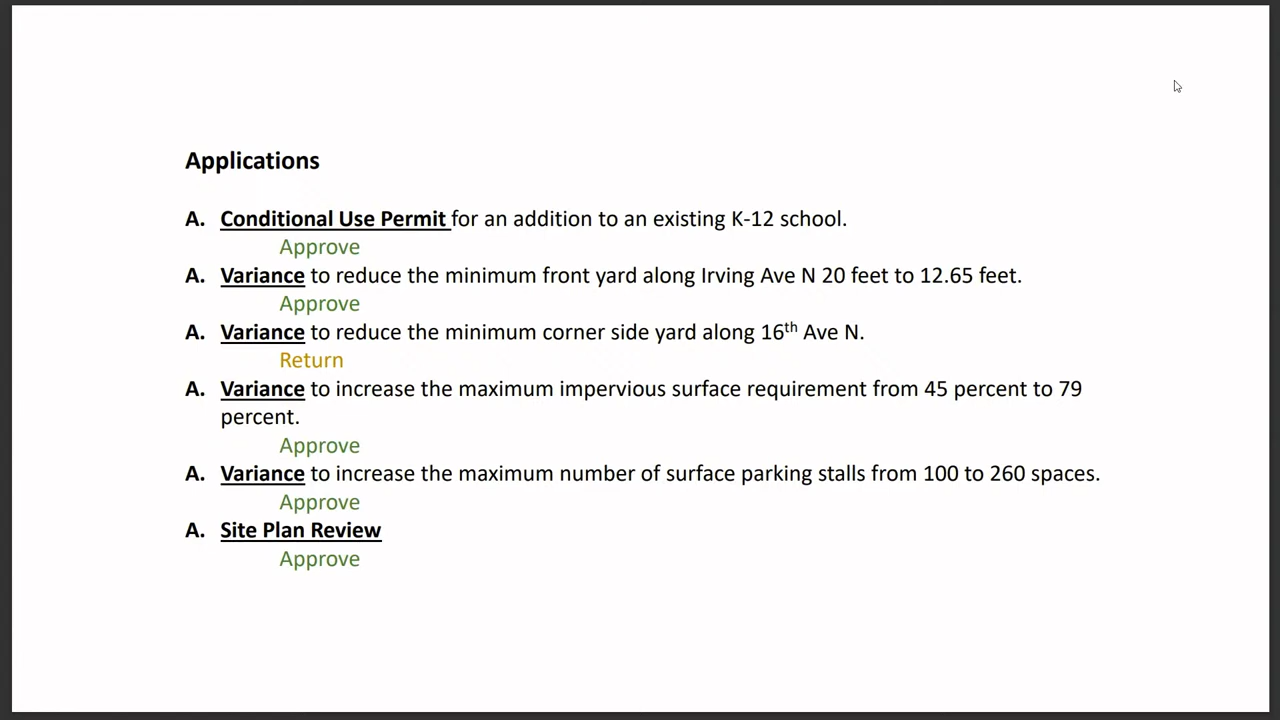 Applications
A. Conditional Use Permit for an addition to an existing K-12 school.
Approve
A. Variance to reduce the minimum front yard along Irving Ave N 20 feet to 12.65 feet.
Approve
A. Variance to reduce the minimum corner side yard along 16th Ave N.
Return
A. Variance to increase the maximum impervious surface requirement from 45 percent to 79
percent.
Approve
A. Variance to increase the maximum number of surface parking stalls from 100 to 260 spaces.
Approve
A. Site Plan Review
Approve